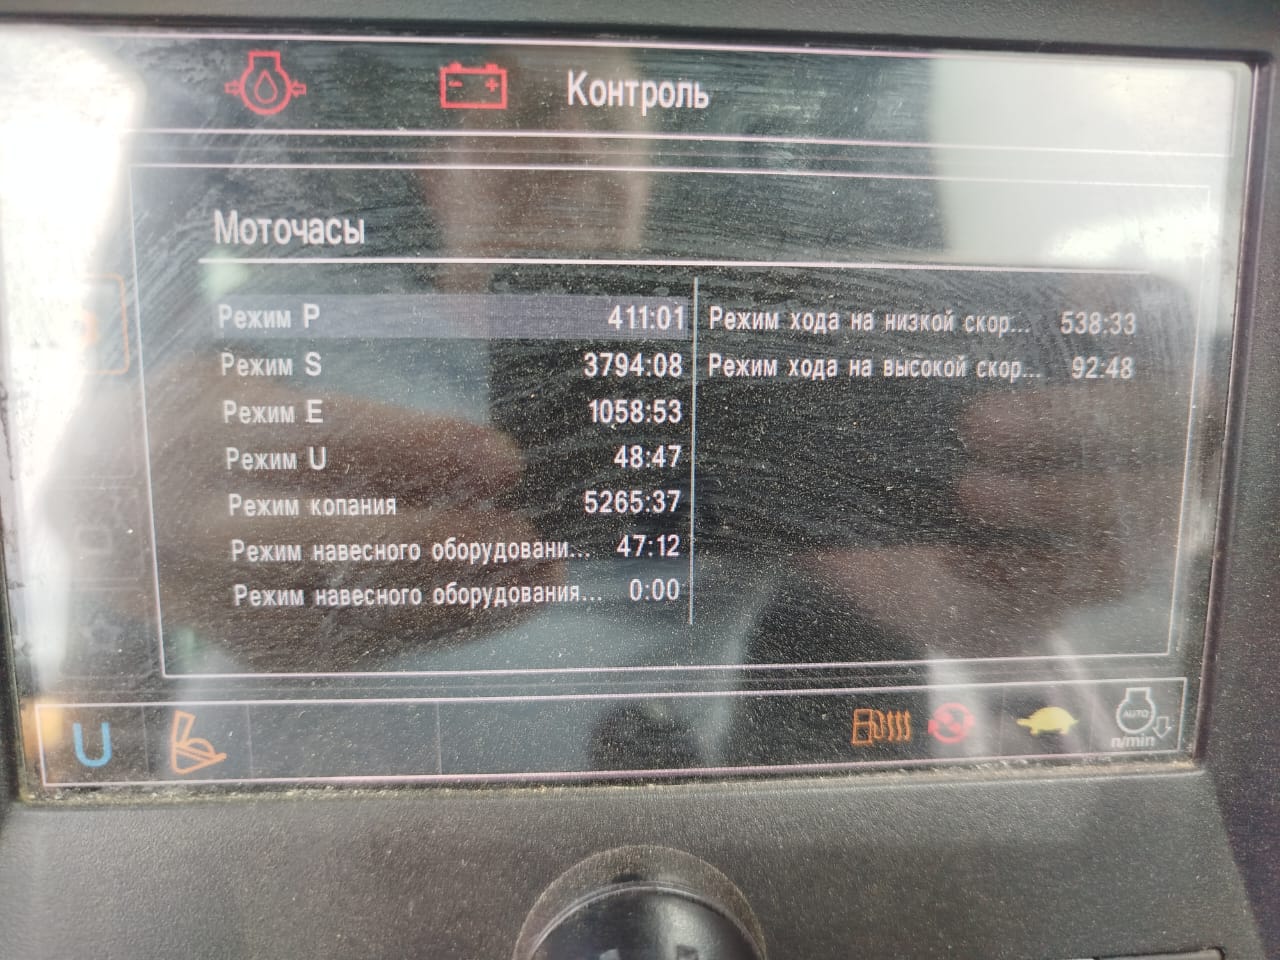 Контроль
Моточасы
Режим P 411:01
Режим S 3794:08
Режим E 1058:53
Режим U 48:47
Режим копания 5265:37
Режим навесного оборудовани... 47:12
Режим навесного оборудования... 0:00
Режим хода на низкой скор... 538:33
Режим хода на высокой скор... 92:48
U
AUTO
n/min